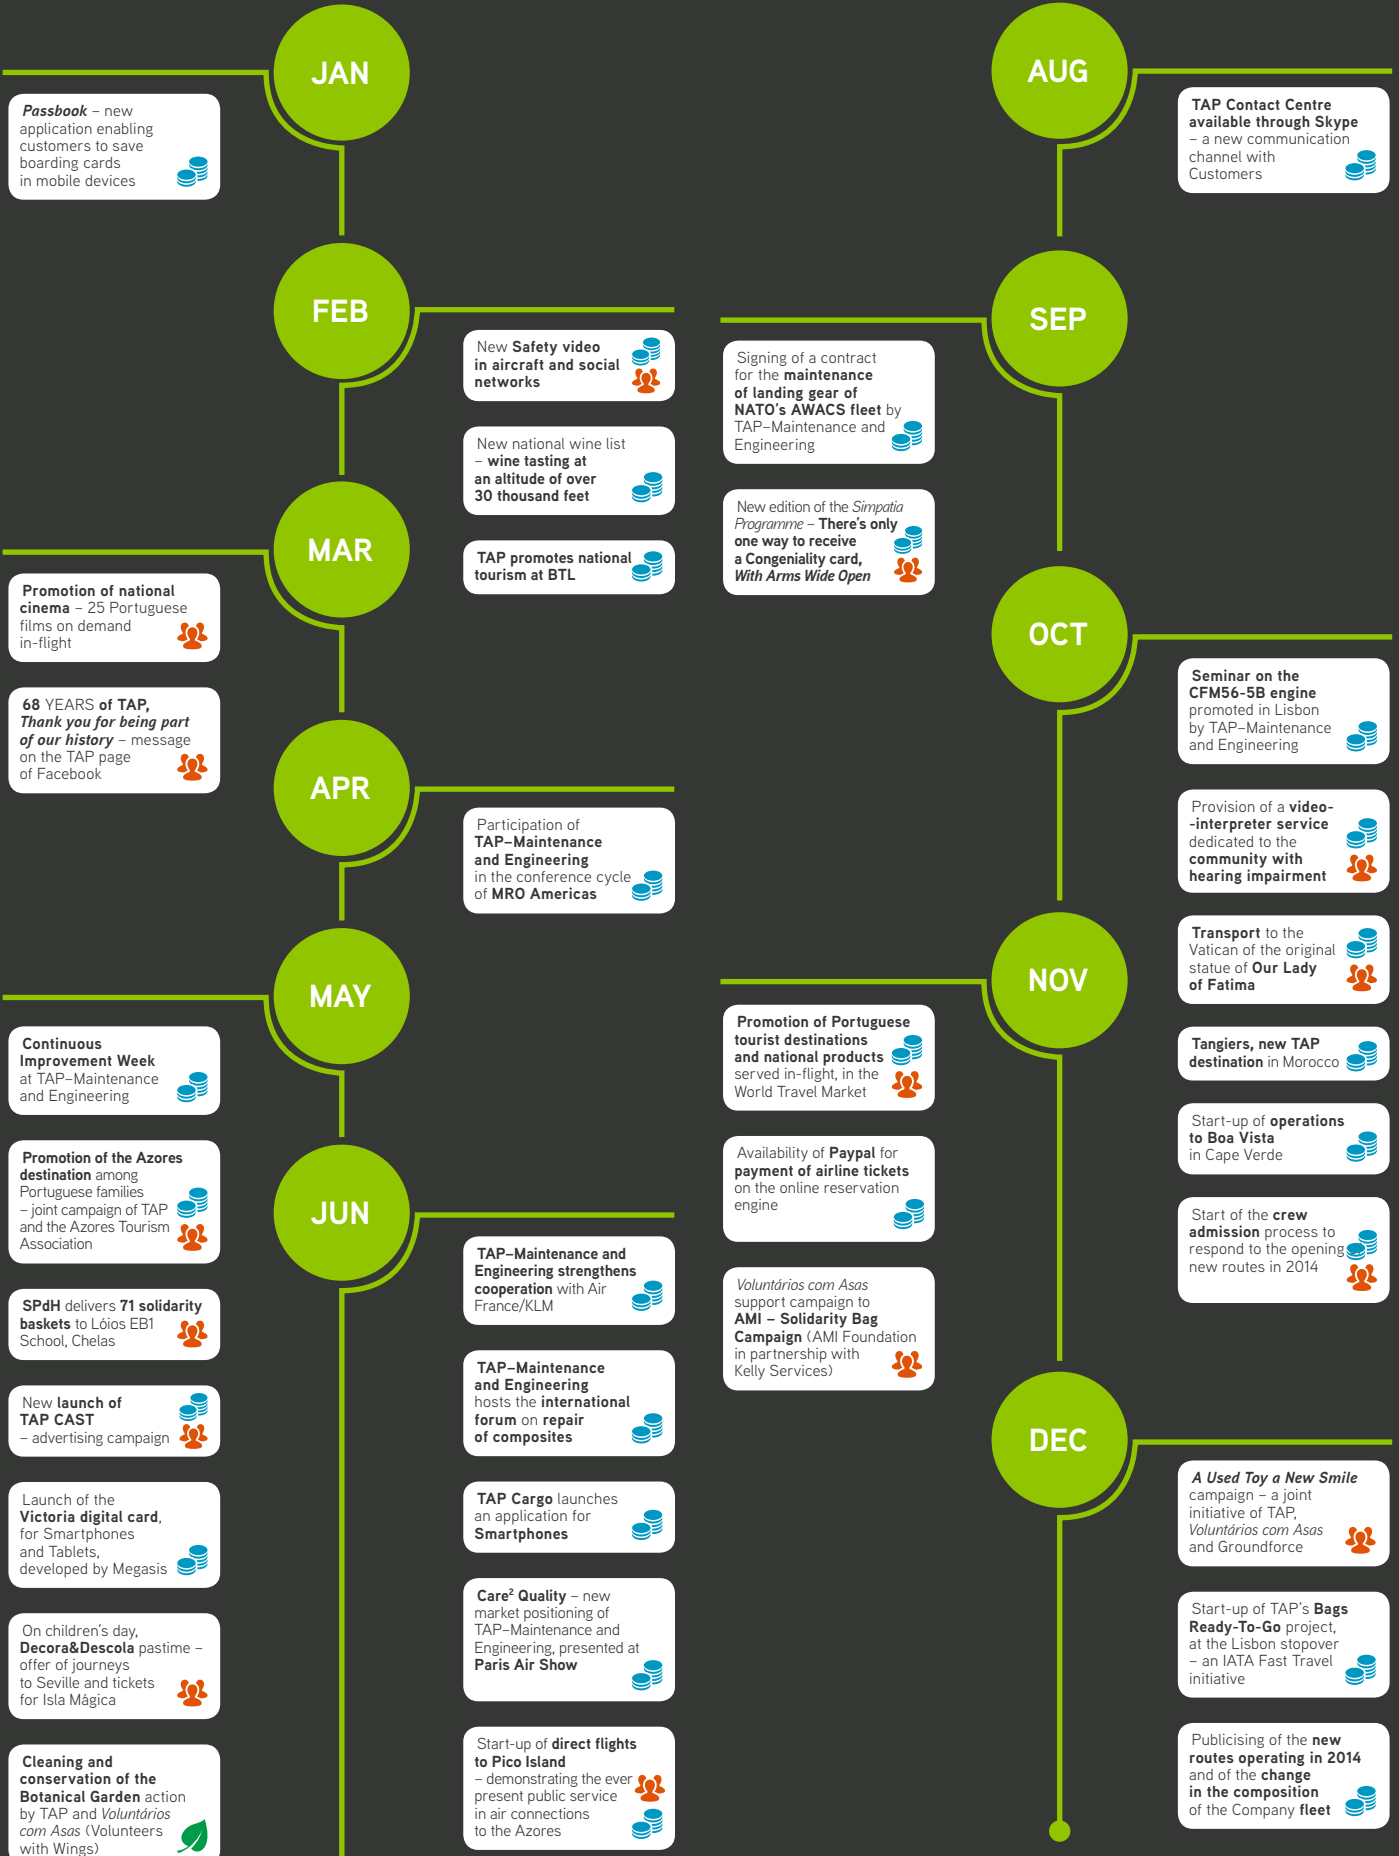 JAN
Passbook – new
application enabling
customers to save
boarding cards
in mobile devices
FEB
New Safety video
in aircraft and social
networks
New national wine list
– wine tasting at
an altitude of over
30 thousand feet
TAP promotes national
tourism at BTL
MAR
Promotion of national
cinema – 25 Portuguese
films on demand
in-flight
68 YEARS of TAP,
Thank you for being part
of our history – message
on the TAP page
of Facebook
APR
Participation of
TAP–Maintenance
and Engineering
in the conference cycle
of MRO Americas
MAY
Continuous
Improvement Week
at TAP–Maintenance
and Engineering
Promotion of the Azores
destination among
Portuguese families
– joint campaign of TAP
and the Azores Tourism
Association
SPdH delivers 71 solidarity
baskets to Lóios EB1
School, Chelas
New launch of
TAP CAST
– advertising campaign
Launch of the
Victoria digital card,
for Smartphones
and Tablets,
developed by Megasis
On children's day,
Decora&Descola pastime –
offer of journeys
to Seville and tickets
for Isla Mágica
Cleaning and
conservation of the
Botanical Garden action
by TAP and Voluntários
com Asas (Volunteers
with Wings)
JUN
TAP–Maintenance and
Engineering strengthens
cooperation with Air
France/KLM
TAP–Maintenance
and Engineering
hosts the international
forum on repair
of composites
TAP Cargo launches
an application for
Smartphones
Care² Quality – new
market positioning of
TAP–Maintenance and
Engineering, presented at
Paris Air Show
Start-up of direct flights
to Pico Island
– demonstrating the ever
present public service
in air connections
to the Azores
AUG
TAP Contact Centre
available through Skype
– a new communication
channel with
Customers
SEP
Signing of a contract
for the maintenance
of landing gear of
NATO's AWACS fleet by
TAP–Maintenance and
Engineering
New edition of the Simpatia
Programme – There's only
one way to receive
a Congeniality card,
With Arms Wide Open
OCT
Seminar on the
CFM56-5B engine
promoted in Lisbon
by TAP–Maintenance
and Engineering
Provision of a video-
-interpreter service
dedicated to the
community with
hearing impairment
Transport to the
Vatican of the original
statue of Our Lady
of Fatima
Tangiers, new TAP
destination in Morocco
Start-up of operations
to Boa Vista
in Cape Verde
Start of the crew
admission process to
respond to the opening
new routes in 2014
NOV
Promotion of Portuguese
tourist destinations
and national products
served in-flight, in the
World Travel Market
Availability of Paypal for
payment of airline tickets
on the online reservation
engine
Voluntários com Asas
support campaign to
AMI – Solidarity Bag
Campaign (AMI Foundation
in partnership with
Kelly Services)
DEC
A Used Toy a New Smile
campaign – a joint
initiative of TAP,
Voluntários com Asas
and Groundforce
Start-up of TAP's Bags
Ready-To-Go project,
at the Lisbon stopover
– an IATA Fast Travel
initiative
Publicising of the new
routes operating in 2014
and of the change
in the composition
of the Company fleet